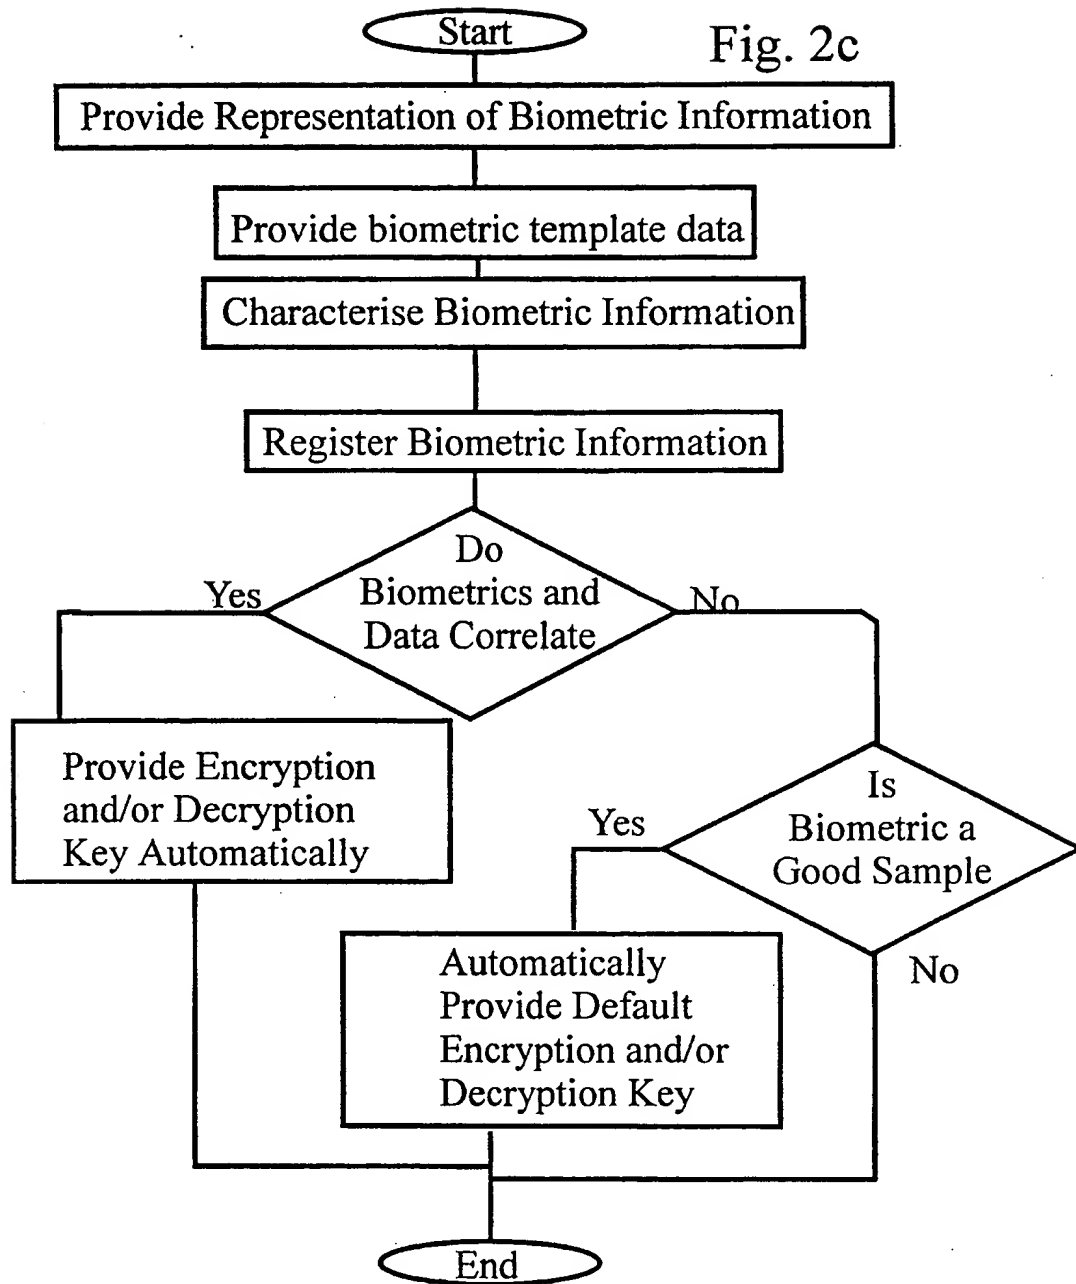 Start
Fig. 2c
Provide Representation of Biometric Information
Provide biometric template data
Characterise Biometric Information
Register Biometric Information
Do
Biometrics and
Data Correlate
Yes
No
Provide Encryption
and/or Decryption
Key Automatically
Is
Biometric a
Good Sample
Yes
No
Automatically
Provide Default
Encryption and/or
Decryption Key
End